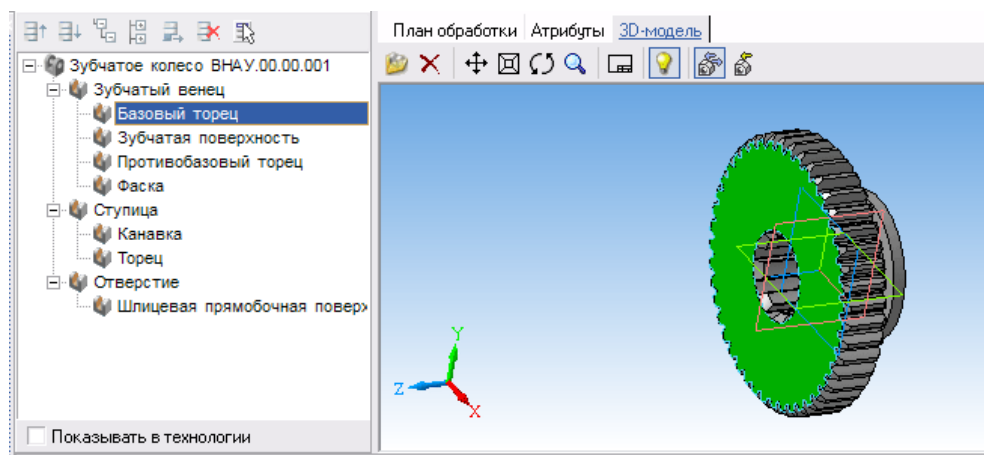 План обработки Атрибуты 3D-модель
Зубчатое колесо ВНАУ.00.00.001
Зубчатый венец
Базовый торец
Зубчатая поверхность
Противобазовый торец
Фаска
Ступица
Канавка
Торец
Отверстие
Шлицевая прямобочная поверх
Показывать в технологии
Y
Z
X